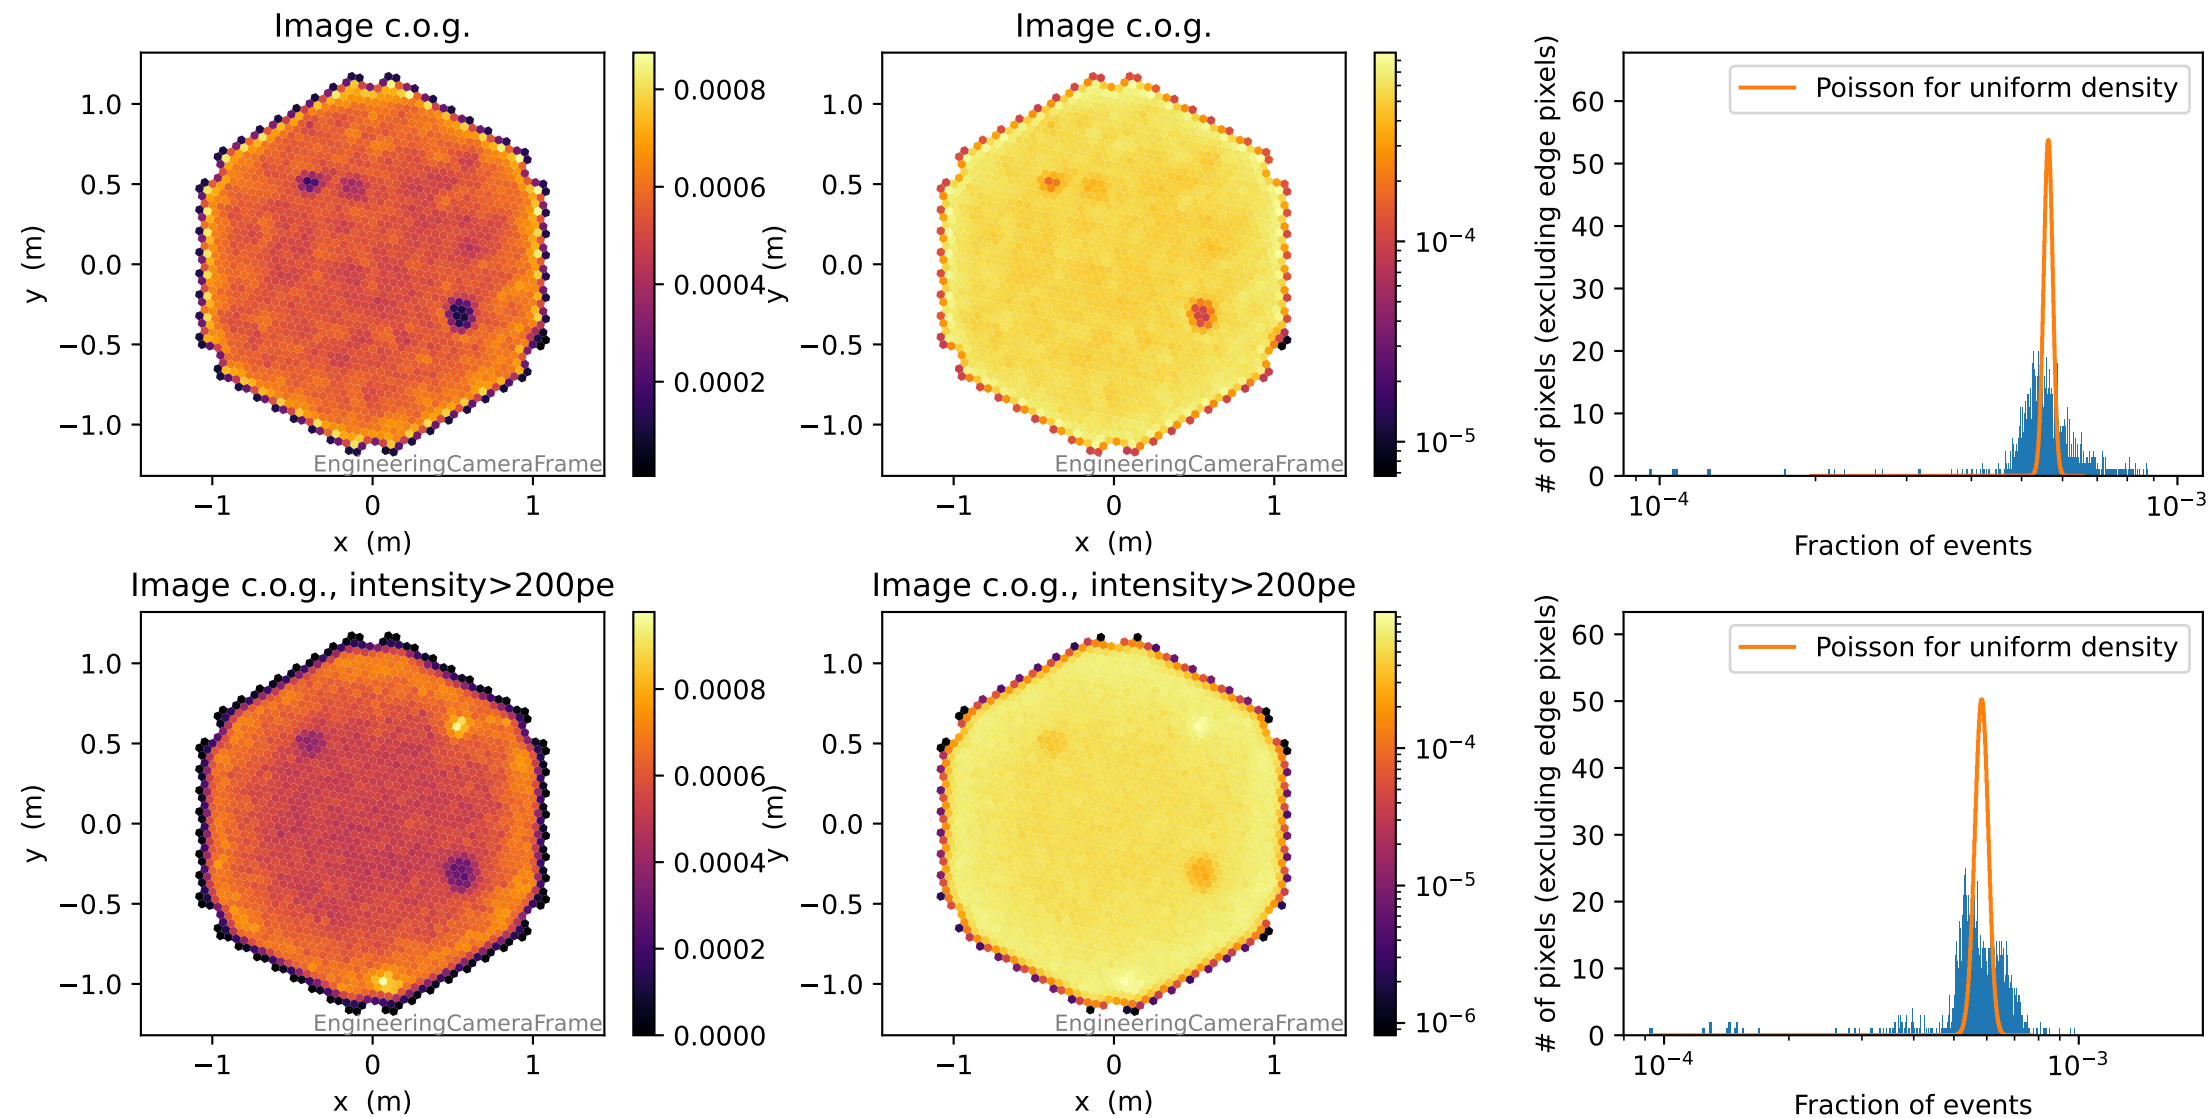 Image c.o.g.
1.0
0.5
0.0
−0.5
−1.0
y (m)
−1
0
1
x (m)
EngineeringCameraFrame
0.0008
0.0006
0.0004
0.0002
Image c.o.g.
1.0
0.5
0.0
−0.5
−1.0
y (m)
−1
0
1
x (m)
EngineeringCameraFrame
10⁻⁴
10⁻⁵
# of pixels (excluding edge pixels)
60
50
40
30
20
10
0
Poisson for uniform density
10⁻⁴
10⁻³
Fraction of events
Image c.o.g., intensity>200pe
1.0
0.5
0.0
−0.5
−1.0
y (m)
−1
0
1
x (m)
EngineeringCameraFrame
0.0008
0.0006
0.0004
0.0002
0.0000
Image c.o.g., intensity>200pe
1.0
0.5
0.0
−0.5
−1.0
y (m)
−1
0
1
x (m)
EngineeringCameraFrame
10⁻⁴
10⁻⁵
10⁻⁶
# of pixels (excluding edge pixels)
60
50
40
30
20
10
0
Poisson for uniform density
10⁻⁴
10⁻³
Fraction of events